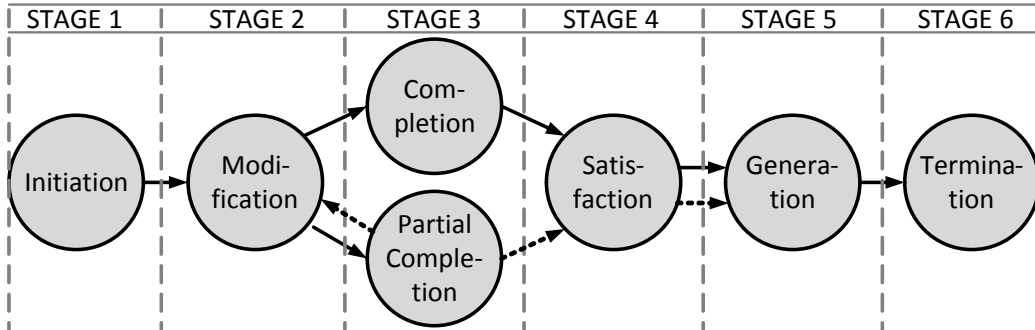 STAGE 1 STAGE 2 STAGE 3 STAGE 4 STAGE 5 STAGE 6
Com-
pletion
Initiation
Modi-
fication
Partial
Comple-
tion
Satis-
faction
Genera-
tion
Termina-
tion